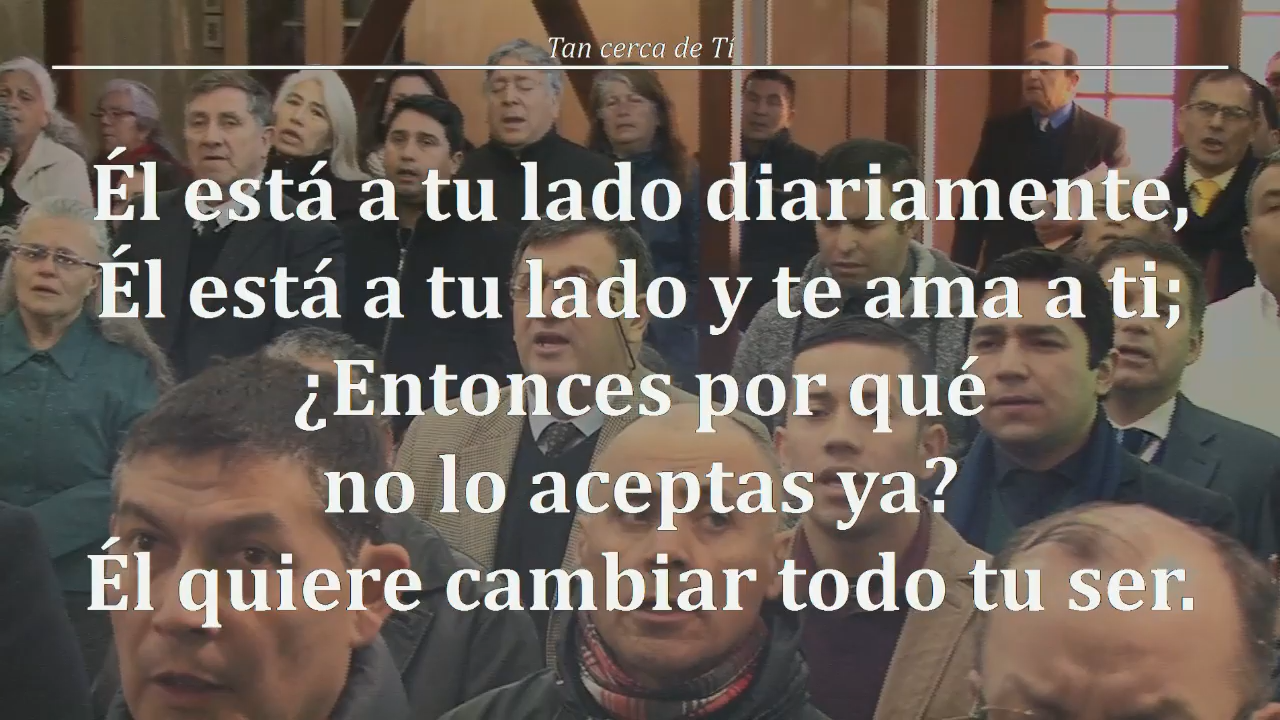 Tan cerca de Tí
Él está a tu lado diariamente,
Él está a tu lado y te ama a ti;
¿Entonces por qué
no lo aceptas ya?
Él quiere cambiar todo tu ser.